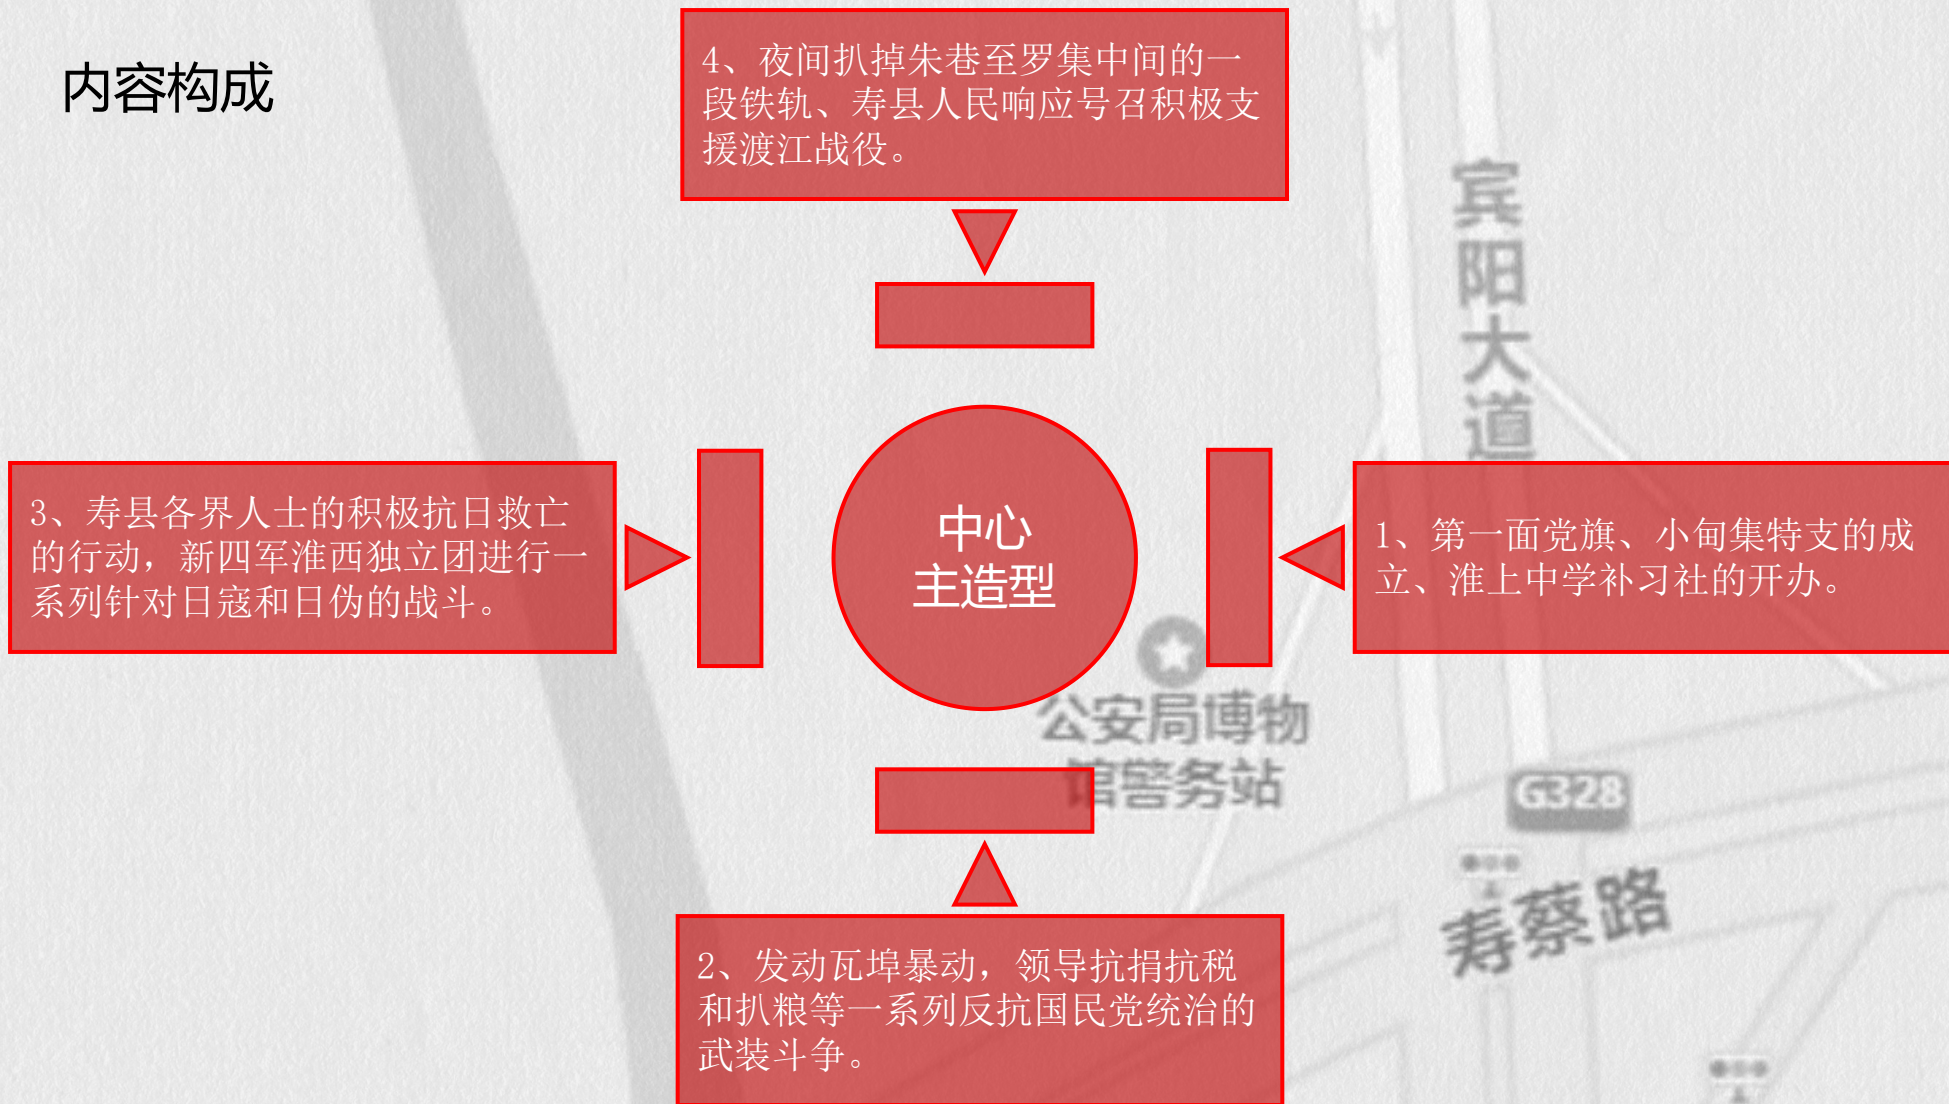 内容构成
4、夜间扒掉朱巷至罗集中间的一
段铁轨、寿县人民响应号召积极支
援渡江战役。
宾阳大道
3、寿县各界人士的积极抗日救亡
的行动，新四军淮西独立团进行一
系列针对日寇和日伪的战斗。
中心
主造型
1、第一面党旗、小甸集特支的成
立、淮上中学补习社的开办。
公安局博物
馆警务站
G328
寿蔡路
2、发动瓦埠暴动，领导抗捐抗税
和扒粮等一系列反抗国民党统治的
武装斗争。